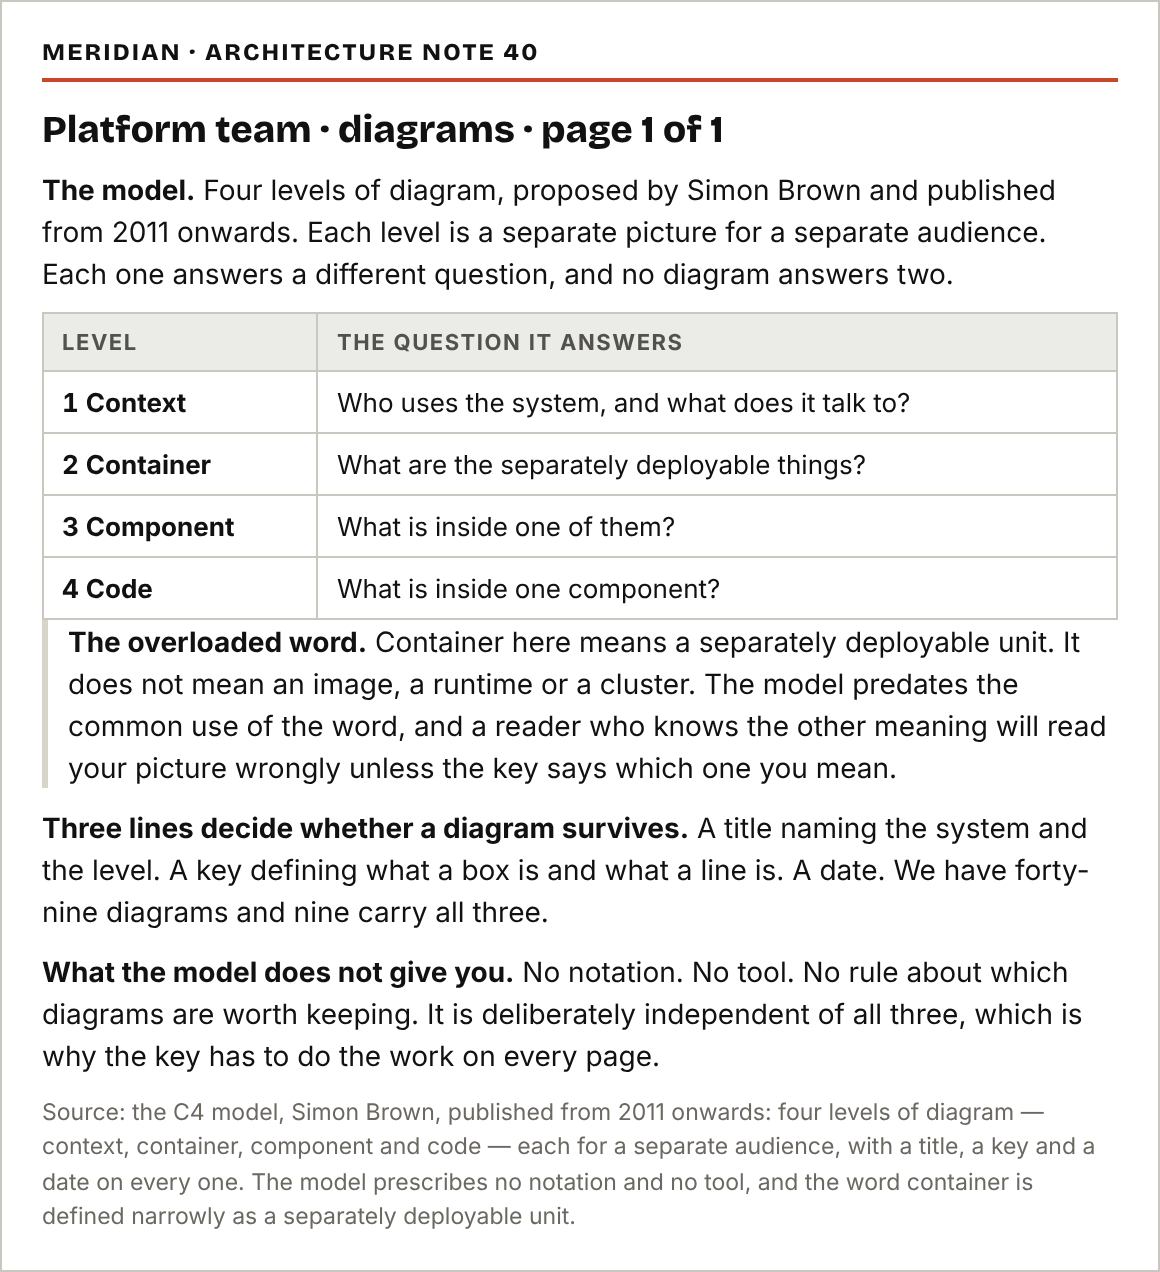 MERIDIAN · ARCHITECTURE NOTE 40
Platform team · diagrams · page 1 of 1
The model. Four levels of diagram, proposed by Simon Brown and published
from 2011 onwards. Each level is a separate picture for a separate audience.
Each one answers a different question, and no diagram answers two.
LEVEL THE QUESTION IT ANSWERS
1 Context Who uses the system, and what does it talk to?
2 Container What are the separately deployable things?
3 Component What is inside one of them?
4 Code What is inside one component?
The overloaded word. Container here means a separately deployable unit. It
does not mean an image, a runtime or a cluster. The model predates the
common use of the word, and a reader who knows the other meaning will read
your picture wrongly unless the key says which one you mean.
Three lines decide whether a diagram survives. A title naming the system and
the level. A key defining what a box is and what a line is. A date. We have forty-
nine diagrams and nine carry all three.
What the model does not give you. No notation. No tool. No rule about which
diagrams are worth keeping. It is deliberately independent of all three, which is
why the key has to do the work on every page.
Source: the C4 model, Simon Brown, published from 2011 onwards: four levels of diagram —
context, container, component and code — each for a separate audience, with a title, a key and a
date on every one. The model prescribes no notation and no tool, and the word container is
defined narrowly as a separately deployable unit.